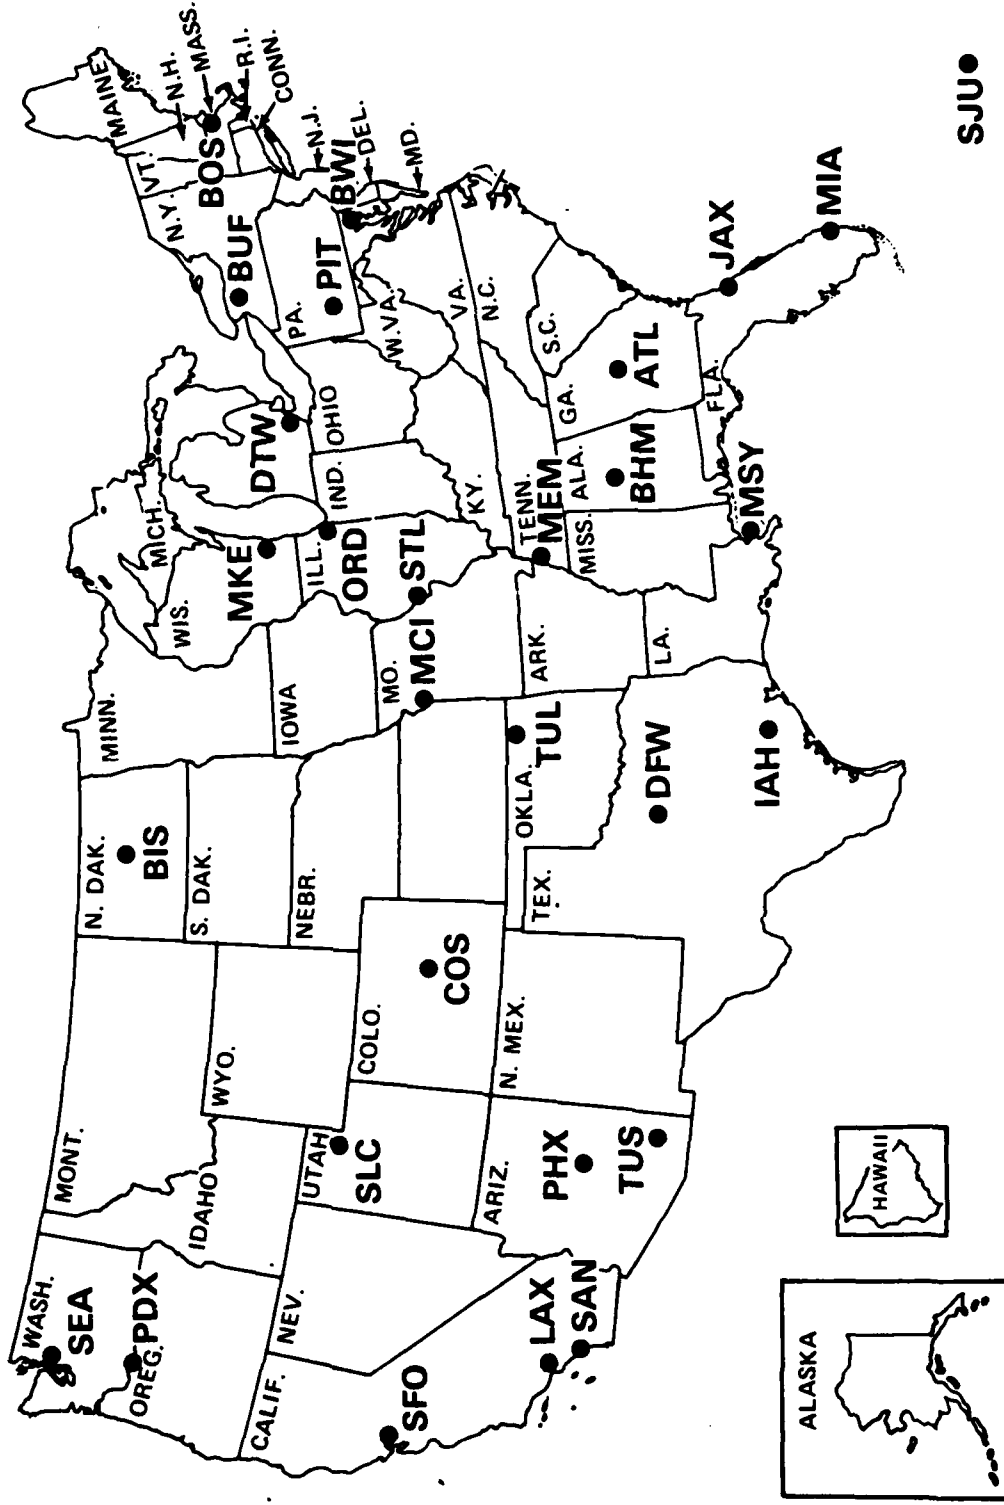 WASH.
SEA
PDX
OREG.
MONT.
IDAHO
N. DAK.
BIS
S. DAK.
MINN.
WIS.
MICH.
MKE
DTW
N.Y.
VT.
MAINE
N.H.
MASS.
BOS
R.I.
CONN.
BUF
PA.
PIT
N.J.
BWI
DEL.
MD.
WYO.
NEBR.
IOWA
ILL.
ORD
IND.
OHIO
W.VA.
VA.
CALIF.
NEV.
UTAH
SLC
COLO.
COS
MO.
MCI
STL
KY.
N.C.
SFO
ARIZ.
PHX
TUS
N. MEX.
TEX.
OKLA.
TUL
ARK.
TENN.
MEM
S.C.
LAX
SAN
DFW
LA.
MISS.
ALA.
BHM
GA.
ATL
FLA.
JAX
IAH
MSY
MIA
SJU
ALASKA
HAWAII